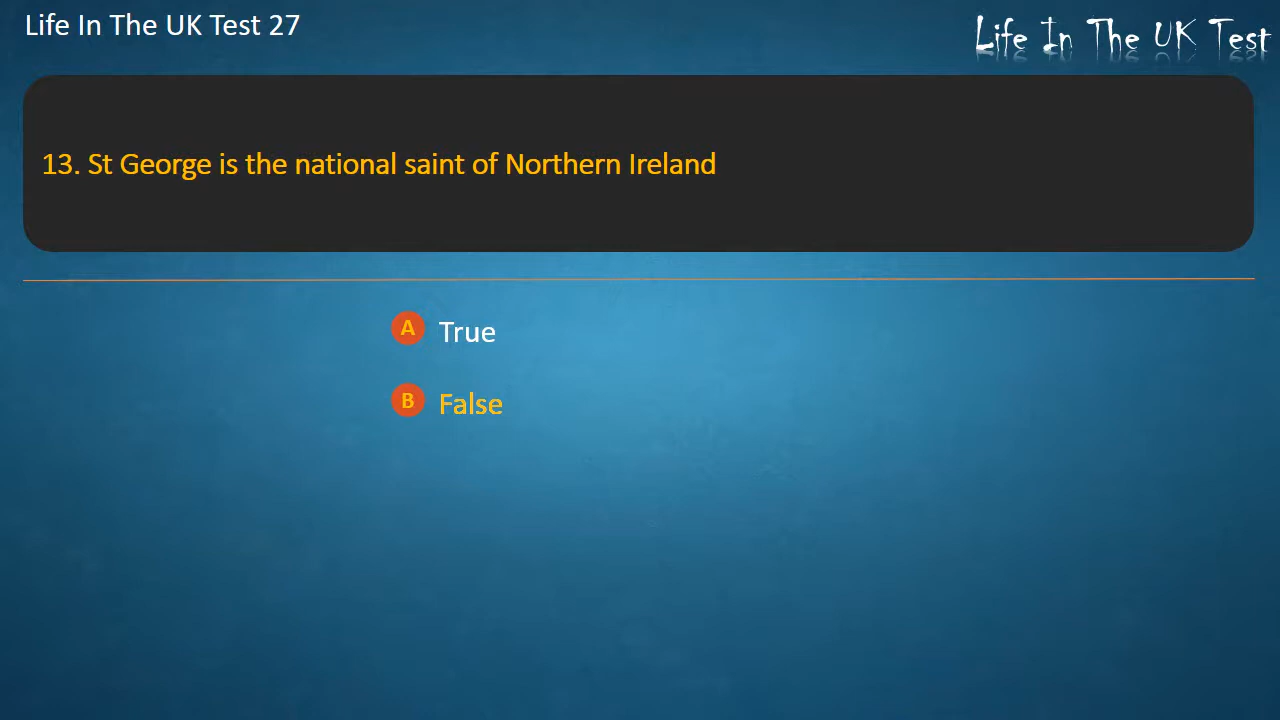 Life In The UK Test 27
Life In The UK Test
13. St George is the national saint of Northern Ireland
A True
B False